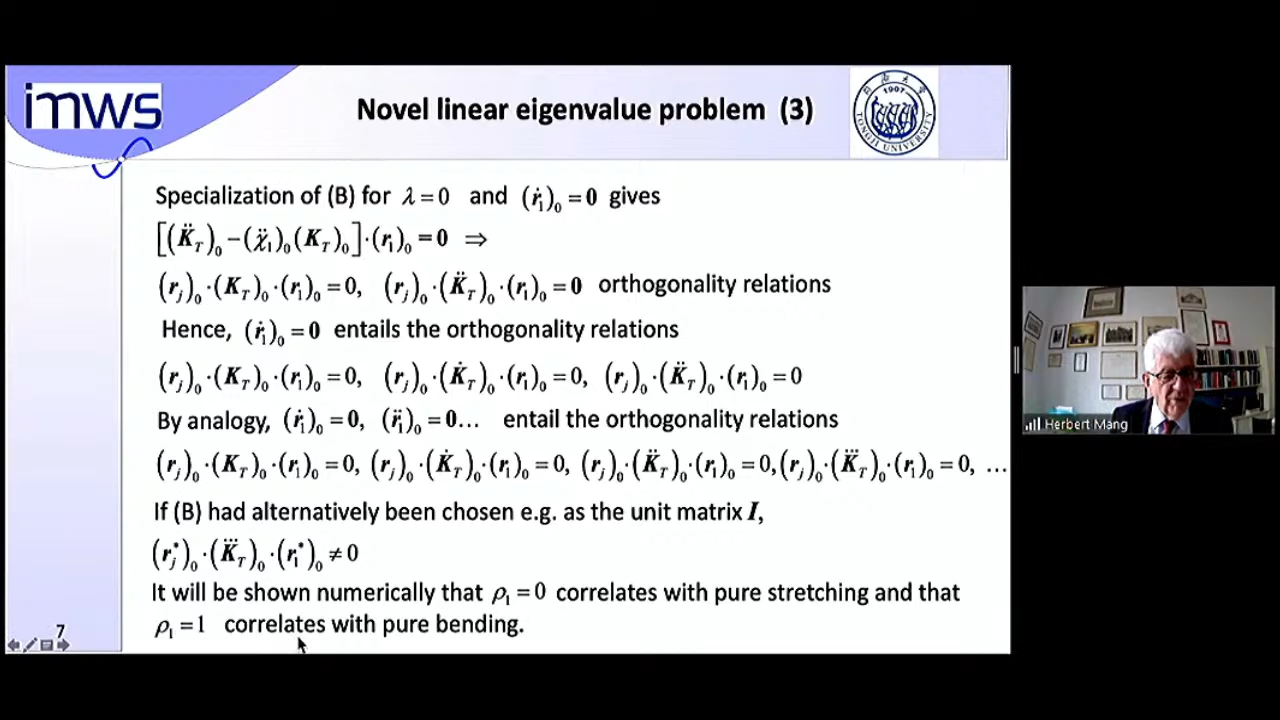 imws
Novel linear eigenvalue problem (3)
1907
TONGJI UNIVERSITY
Specialization of (B) for λ = 0 and (ṙ₁)₀ = 0 gives
[(K̈_T)₀ − (χ̈₁)₀ (K_T)₀] · (r₁)₀ = 0 ⇒
(r_j)₀ · (K_T)₀ · (r₁)₀ = 0, (r_j)₀ · (K̈_T)₀ · (r₁)₀ = 0 orthogonality relations
Hence, (ṙ₁)₀ = 0 entails the orthogonality relations
(r_j)₀ · (K_T)₀ · (r₁)₀ = 0, (r_j)₀ · (K̇_T)₀ · (r₁)₀ = 0, (r_j)₀ · (K̈_T)₀ · (r₁)₀ = 0
By analogy, (ṙ₁)₀ = 0, (r̈₁)₀ = 0… entail the orthogonality relations
(r_j)₀ · (K_T)₀ · (r₁)₀ = 0, (r_j)₀ · (K̇_T)₀ · (r₁)₀ = 0, (r_j)₀ · (K̈_T)₀ · (r₁)₀ = 0, (r_j)₀ · (K⃛_T)₀ · (r₁)₀ = 0, …
If (B) had alternatively been chosen e.g. as the unit matrix I,
(r_j*)₀ · (K⃛_T)₀ · (r₁*)₀ ≠ 0
It will be shown numerically that ρ₁ = 0 correlates with pure stretching and that
ρ₁ = 1 correlates with pure bending.
7
Herbert Mang